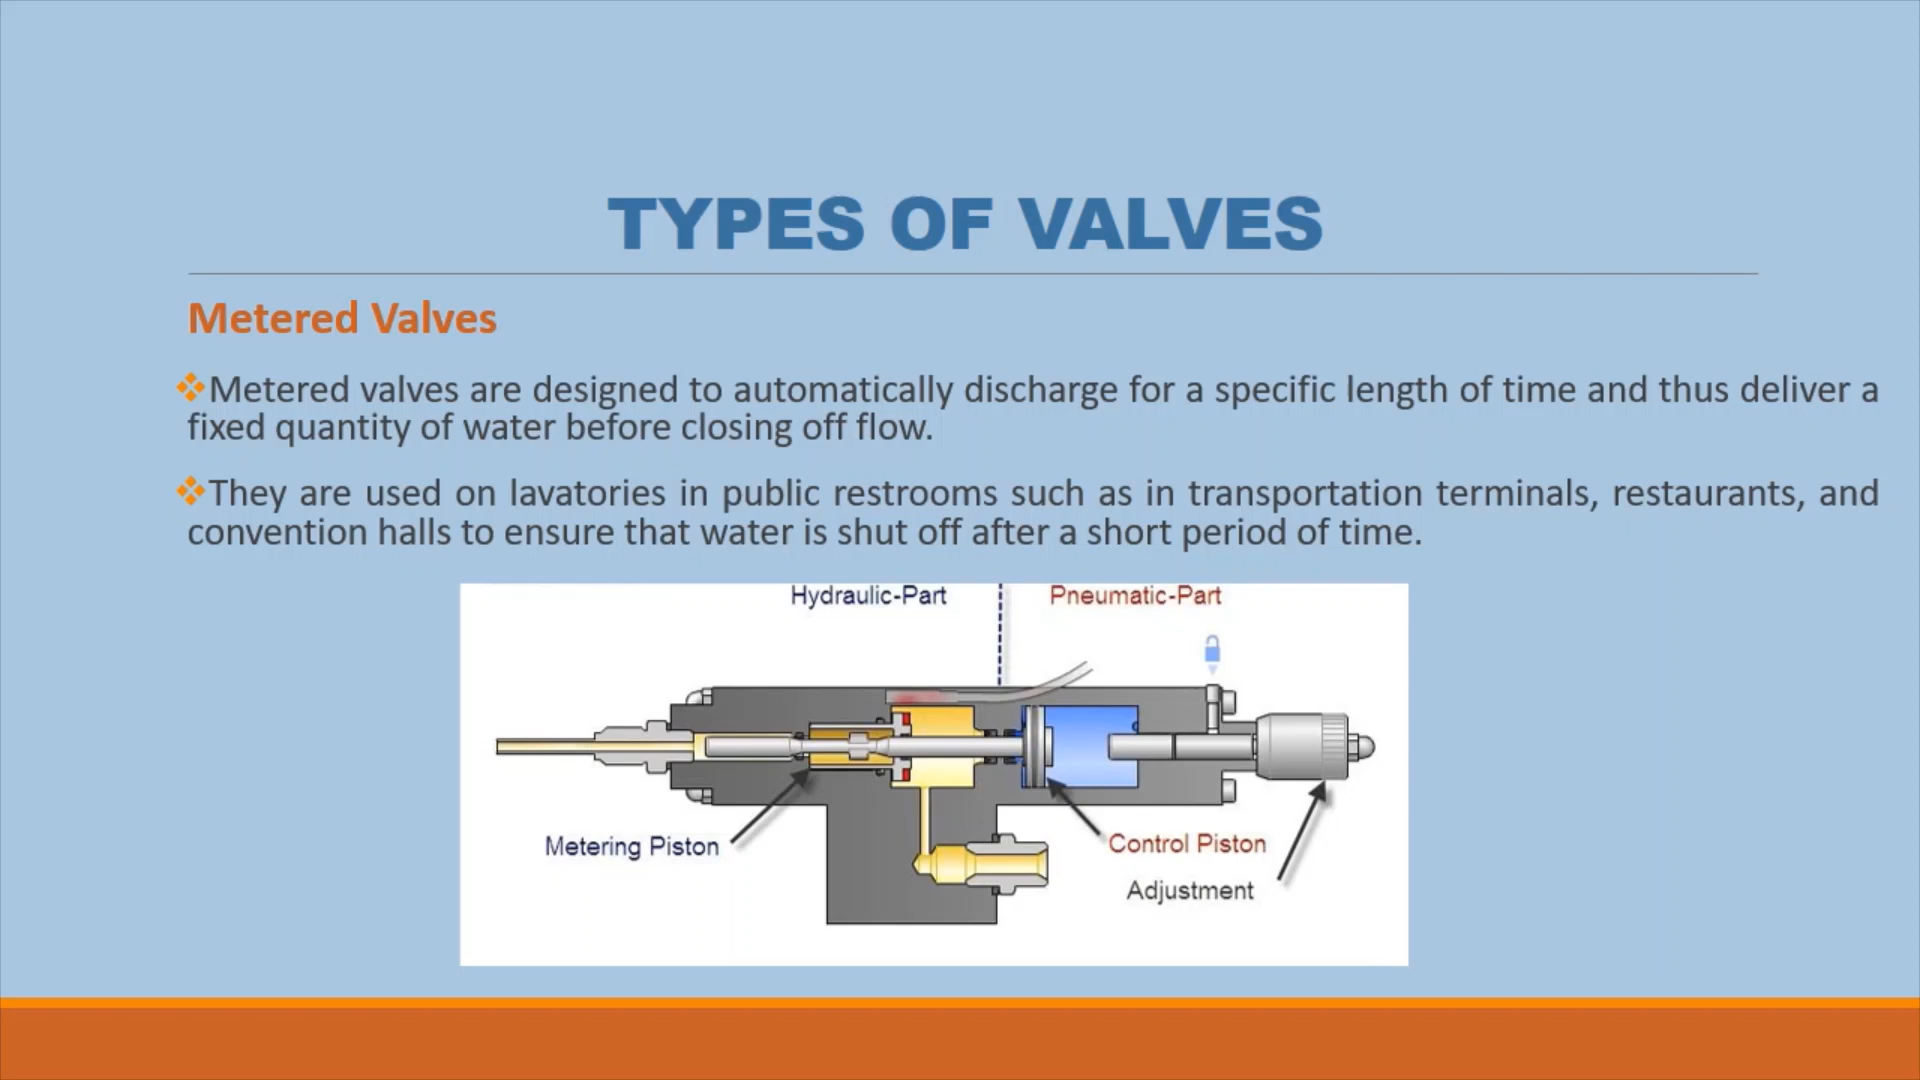 TYPES OF VALVES
Metered Valves
❖Metered valves are designed to automatically discharge for a specific length of time and thus deliver a
fixed quantity of water before closing off flow.
❖They are used on lavatories in public restrooms such as in transportation terminals, restaurants, and
convention halls to ensure that water is shut off after a short period of time.
Hydraulic-Part
Pneumatic-Part
Metering Piston
Control Piston
Adjustment